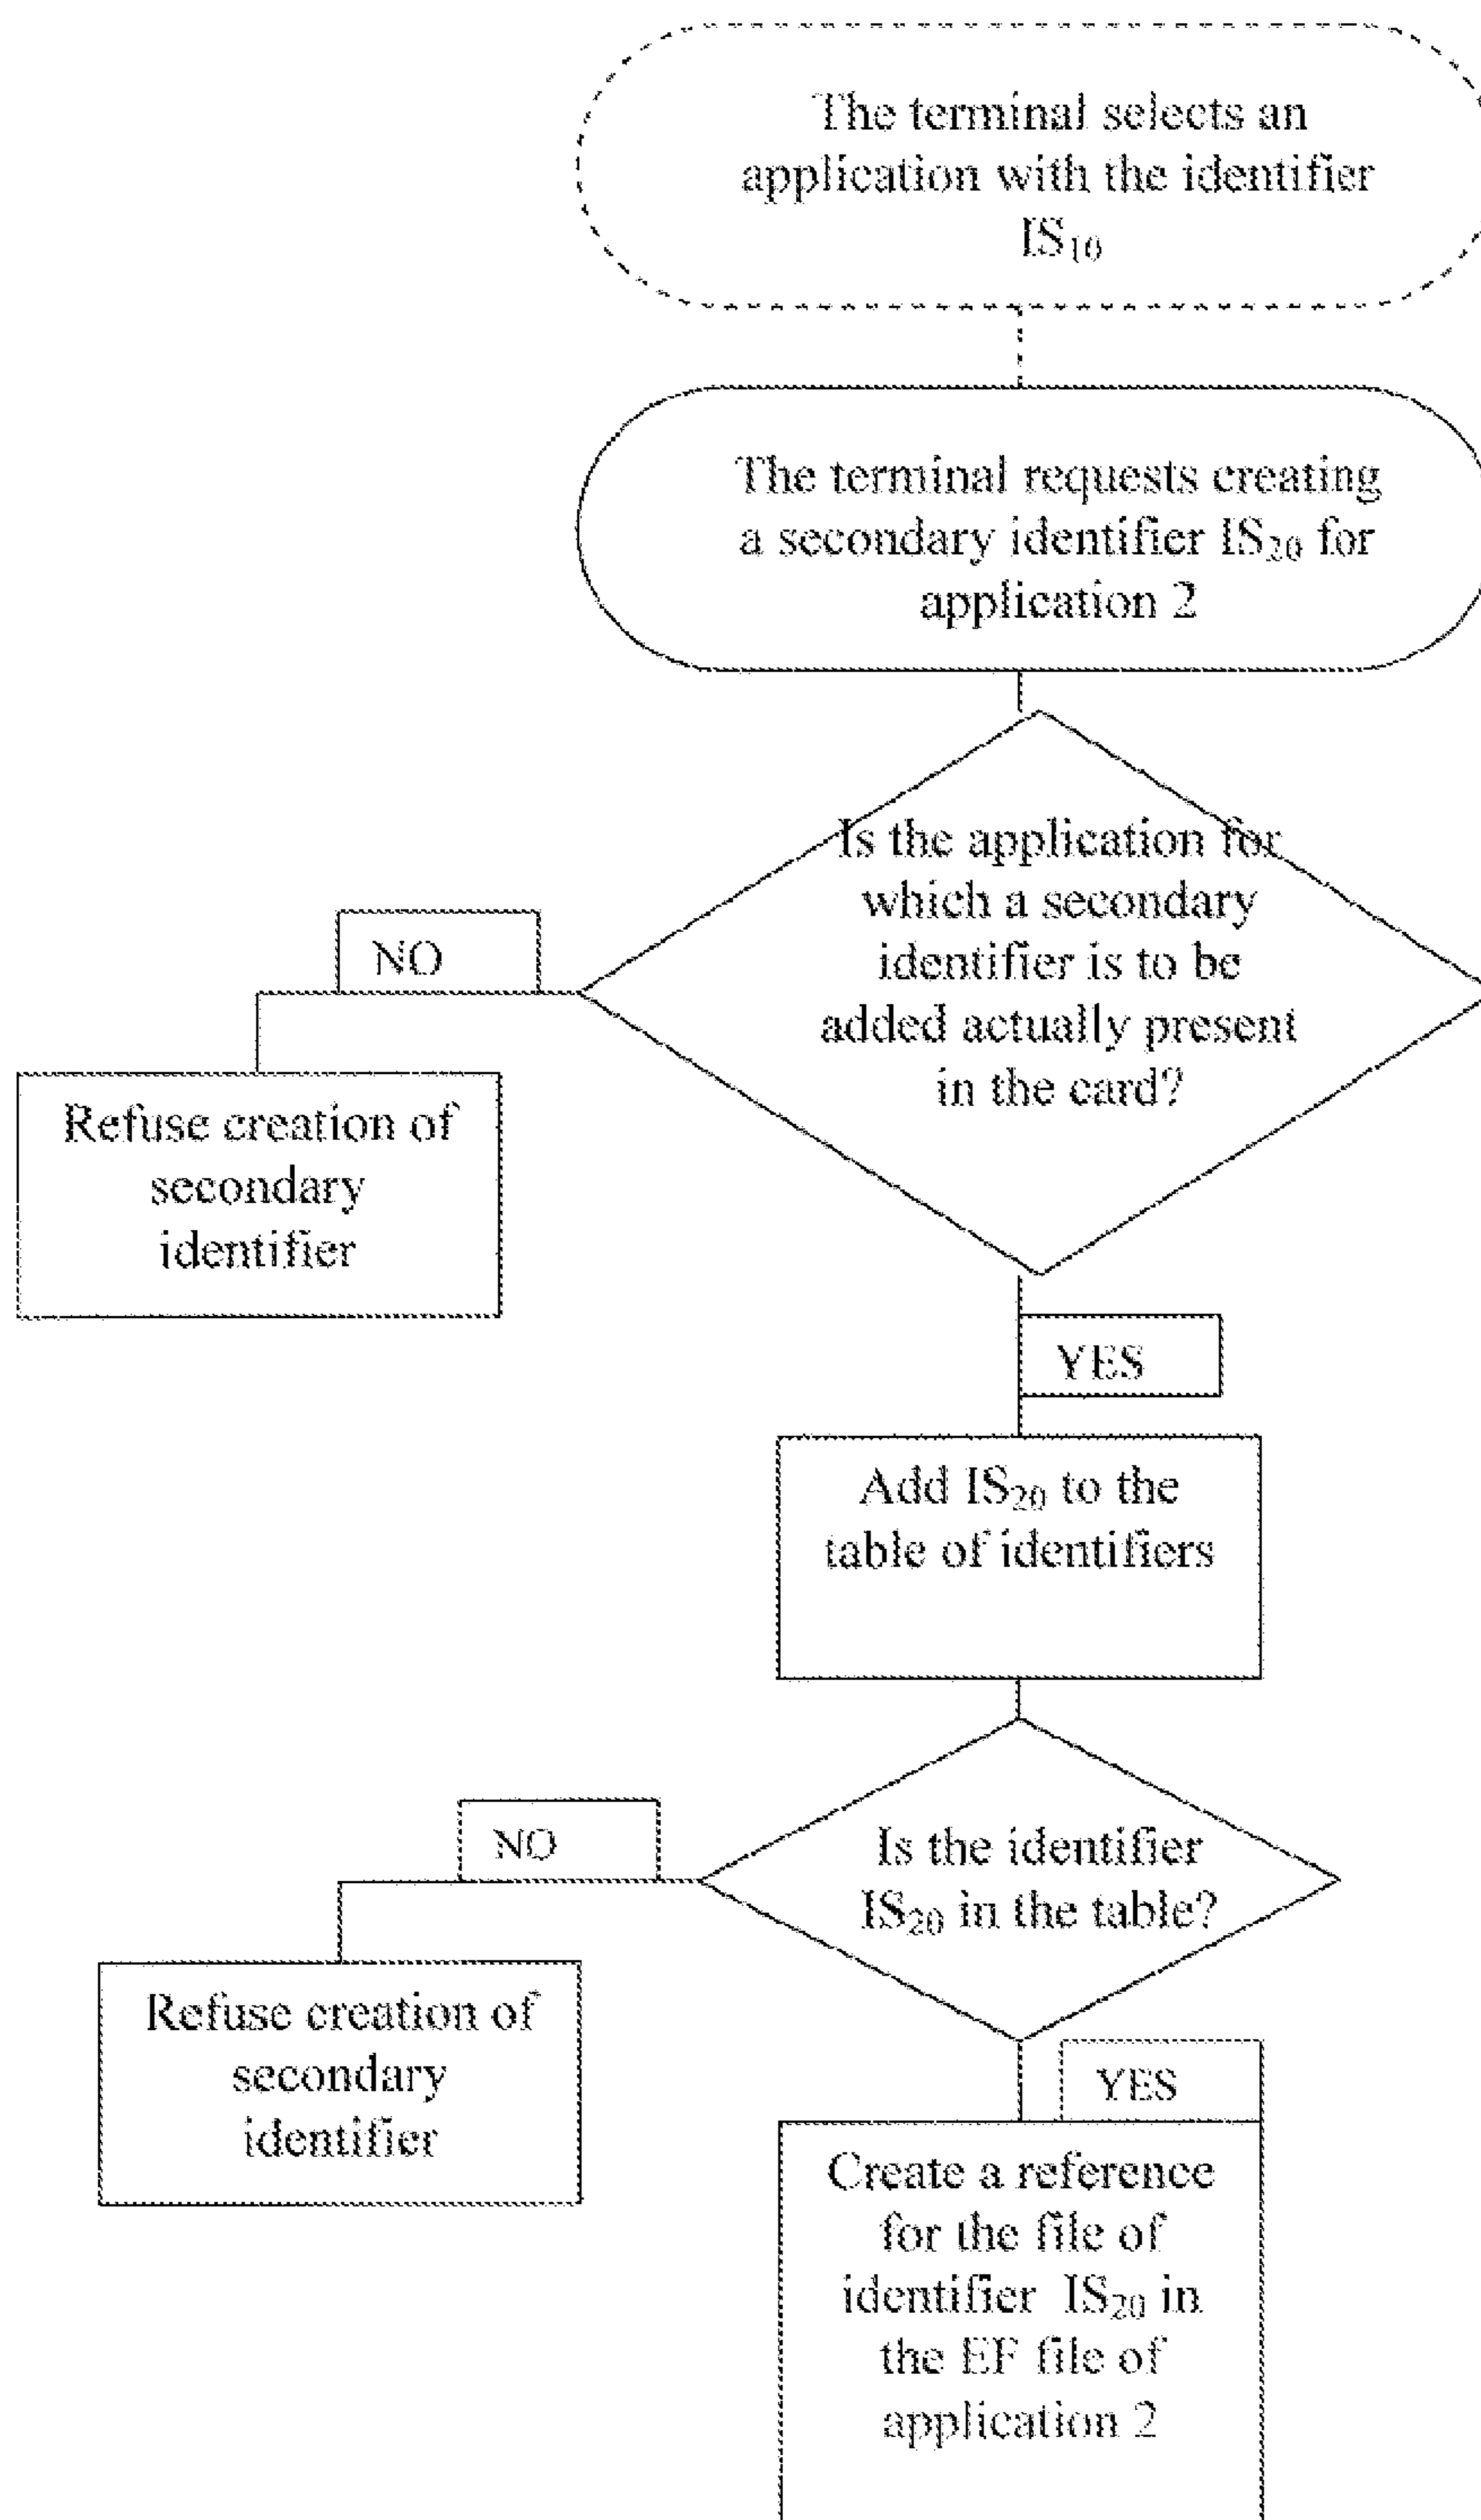 The terminal selects an
application with the identifier
IS₁₀
The terminal requests creating
a secondary identifier IS₂₀ for
application 2
Is the application for
which a secondary
identifier is to be
added actually present
in the card?
NO
Refuse creation of
secondary
identifier
YES
Add IS₂₀ to the
table of identifiers
Is the identifier
IS₂₀ in the table?
NO
Refuse creation of
secondary
identifier
YES
Create a reference
for the file of
identifier IS₂₀ in
the EF file of
application 2